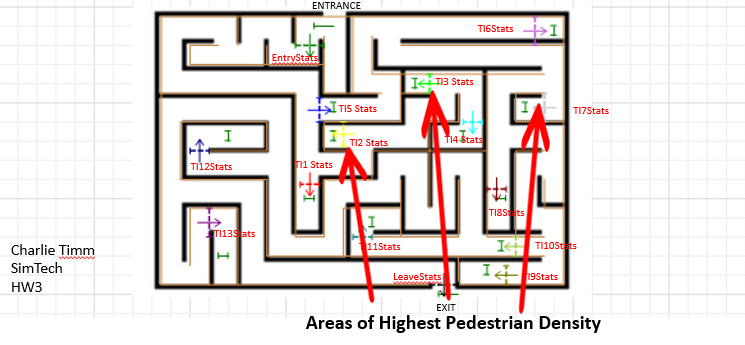 ENTRANCE
TI6Stats
EntryStats
TI3 Stats
TI5 Stats
TI7Stats
TI4
TI2 Stats
TI1 Stats
TI12Stats
TI8Stats
TI13Stats
TI11Stats
TI10Stats
Charlie Timm
SimTech
HW3
LeaveStats
TI9Stats
EXIT
Areas of Highest Pedestrian Density